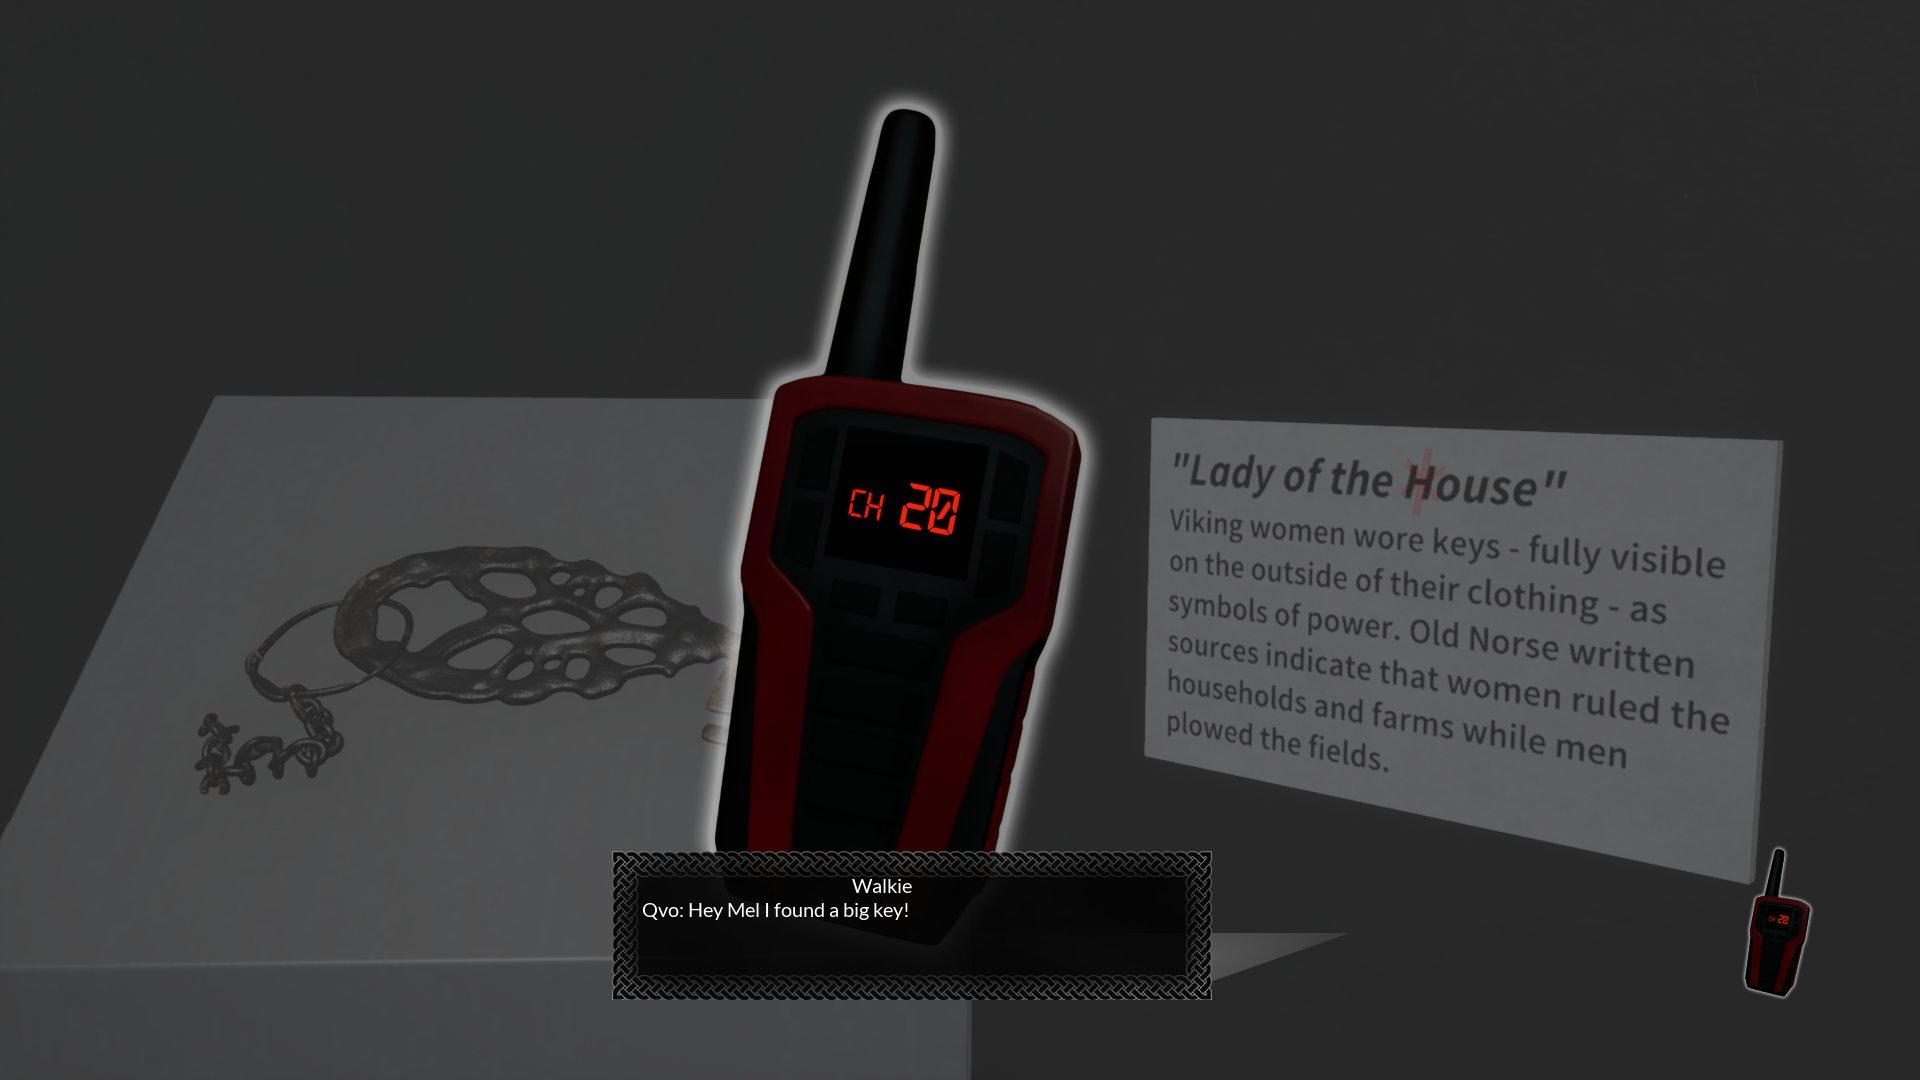 CH 20
"Lady of the House"
Viking women wore keys - fully visible
on the outside of their clothing - as
symbols of power. Old Norse written
sources indicate that women ruled the
households and farms while men
plowed the fields.
Walkie
Qvo: Hey Mel I found a big key!
CH 20